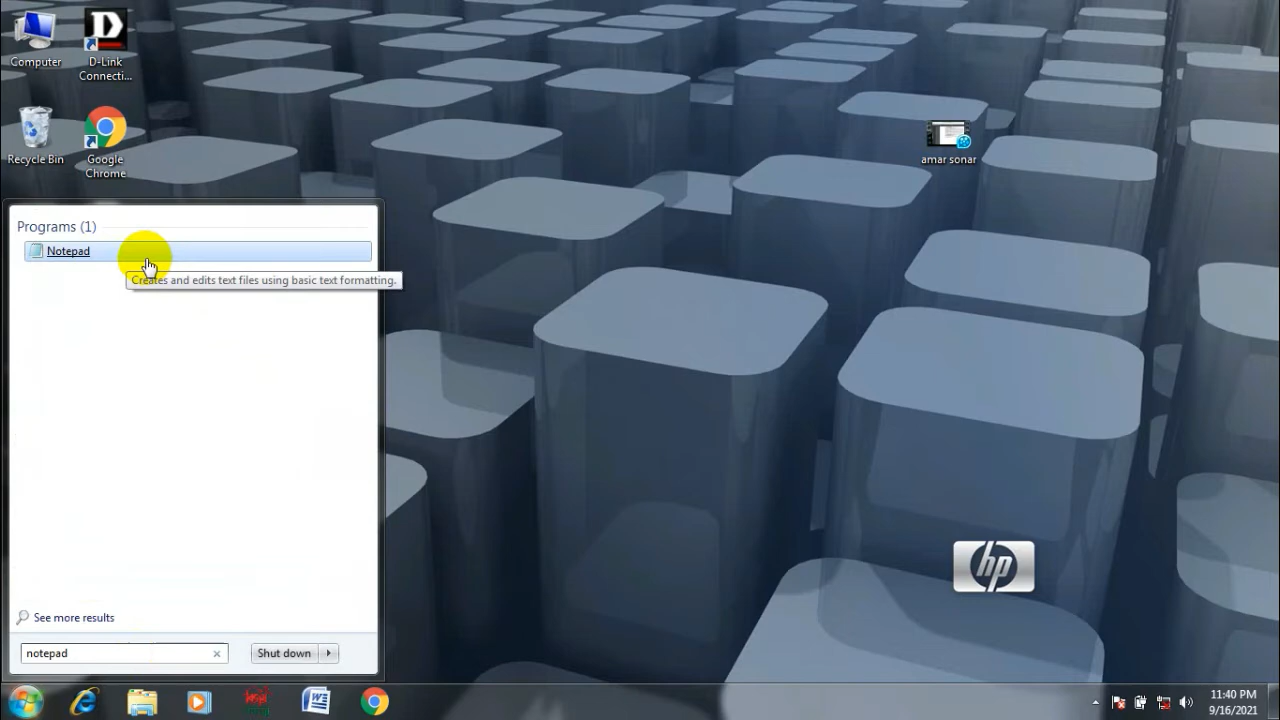 Computer
D-Link
Connecti...
Recycle Bin
Google
Chrome
amar sonar
Programs (1)
Notepad
Creates and edits text files using basic text formatting.
See more results
notepad
Shut down
hp
11:40 PM
9/16/2021